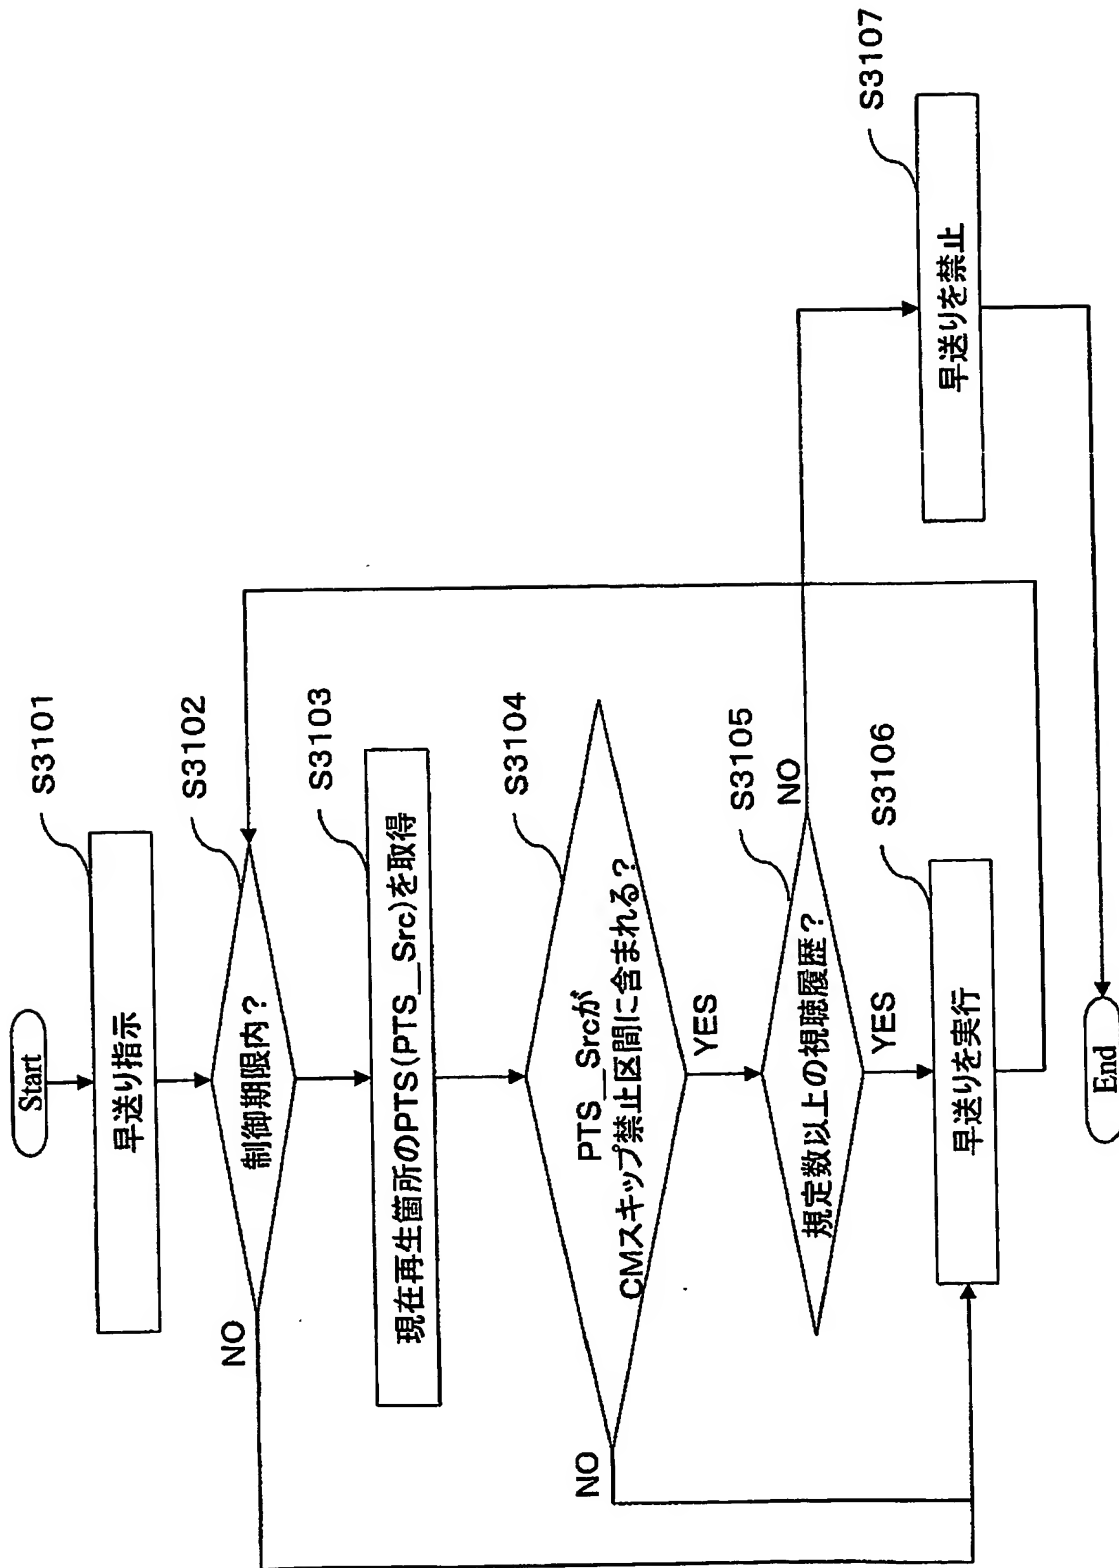 Start
S3101
早送り指示
S3102
制御期限内？
NO
S3103
現在再生箇所のPTS(PTS__Src)を取得
S3104
PTS__Srcが
CMスキップ禁止区間に含まれる？
NO
YES
S3105
規定数以上の視聴履歴？
NO
YES
S3106
早送りを実行
S3107
早送りを禁止
End